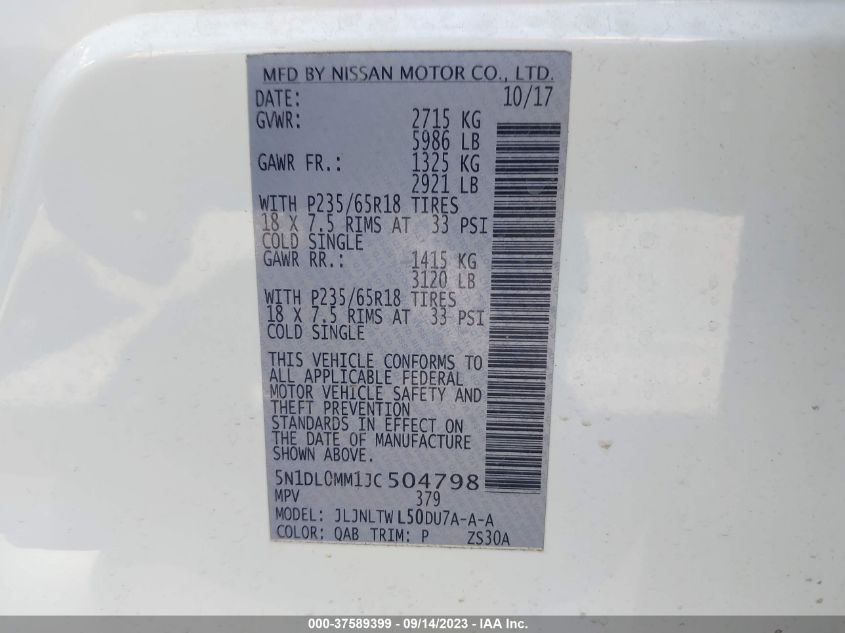 MFD BY NISSAN MOTOR CO., LTD.
DATE: 10/17
GVWR: 2715 KG
5986 LB
GAWR FR.: 1325 KG
2921 LB
WITH P235/65R18 TIRES
18 X 7.5 RIMS AT 33 PSI
COLD SINGLE
GAWR RR.: 1415 KG
3120 LB
WITH P235/65R18 TIRES
18 X 7.5 RIMS AT 33 PSI
COLD SINGLE
THIS VEHICLE CONFORMS TO
ALL APPLICABLE FEDERAL
MOTOR VEHICLE SAFETY AND
THEFT PREVENTION
STANDARDS IN EFFECT ON
THE DATE OF MANUFACTURE
SHOWN ABOVE.
5N1DL0MM1JC504798
MPV 379
MODEL: JLJNLTWL50DU7A-A-A
COLOR: QAB TRIM: P ZS30A
000-37589399 - 09/14/2023 - IAA Inc.